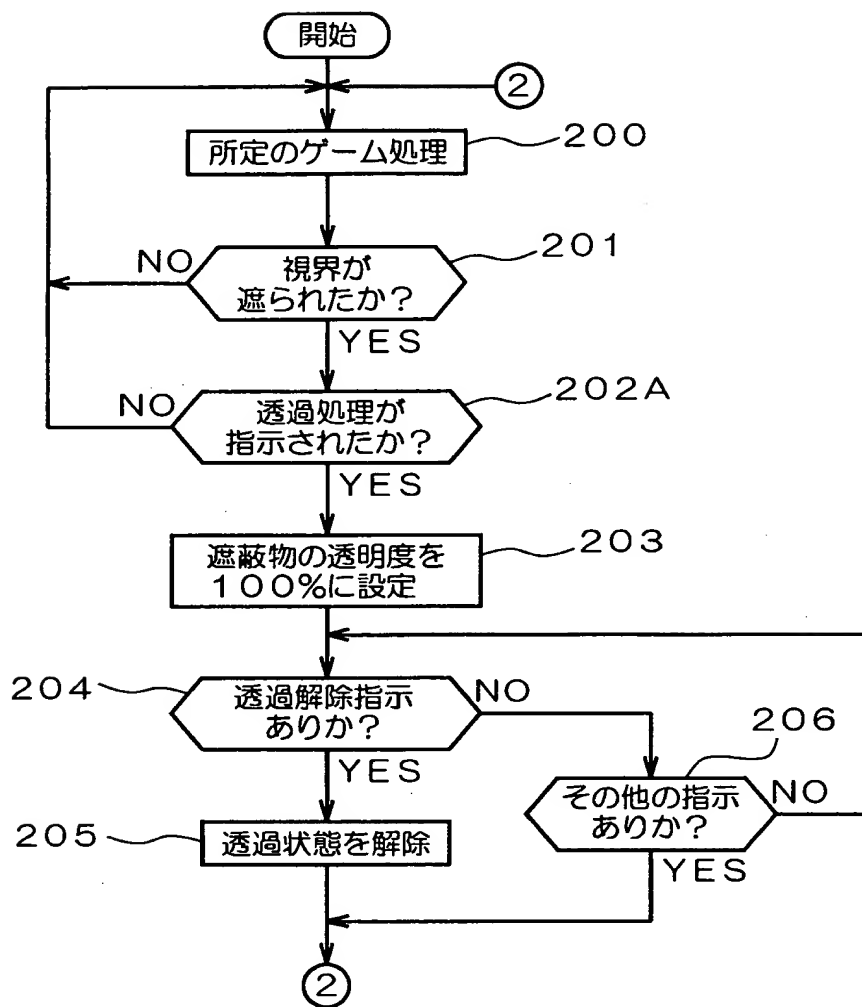 開始
②
所定のゲーム処理
200
視界が
遮られたか?
201
NO
YES
透過処理が
指示されたか?
202A
NO
YES
遮蔽物の透明度を
100%に設定
203
204
透過解除指示
ありか?
NO
YES
206
その他の指示
ありか?
NO
YES
205
透過状態を解除
②